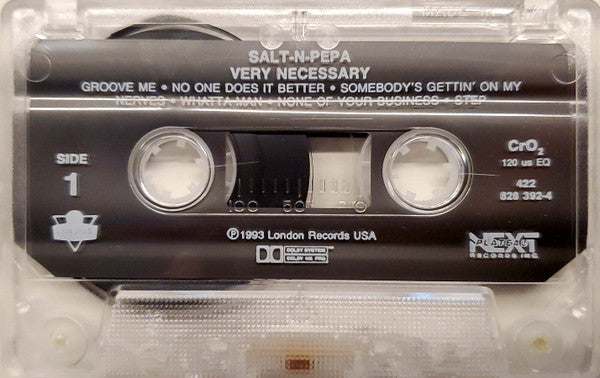 SALT-N-PEPA
VERY NECESSARY
GROOVE ME • NO ONE DOES IT BETTER • SOMEBODY'S GETTIN' ON MY
NERVES • WHATTA MAN • NONE OF YOUR BUSINESS • STEP
SIDE
1
CrO₂
120 us EQ
422
828 392-4
100 50 0
℗ 1993 London Records USA
DOLBY SYSTEM
DOLBY HX PRO
NEXT
PLATEAU
RECORDS INC.